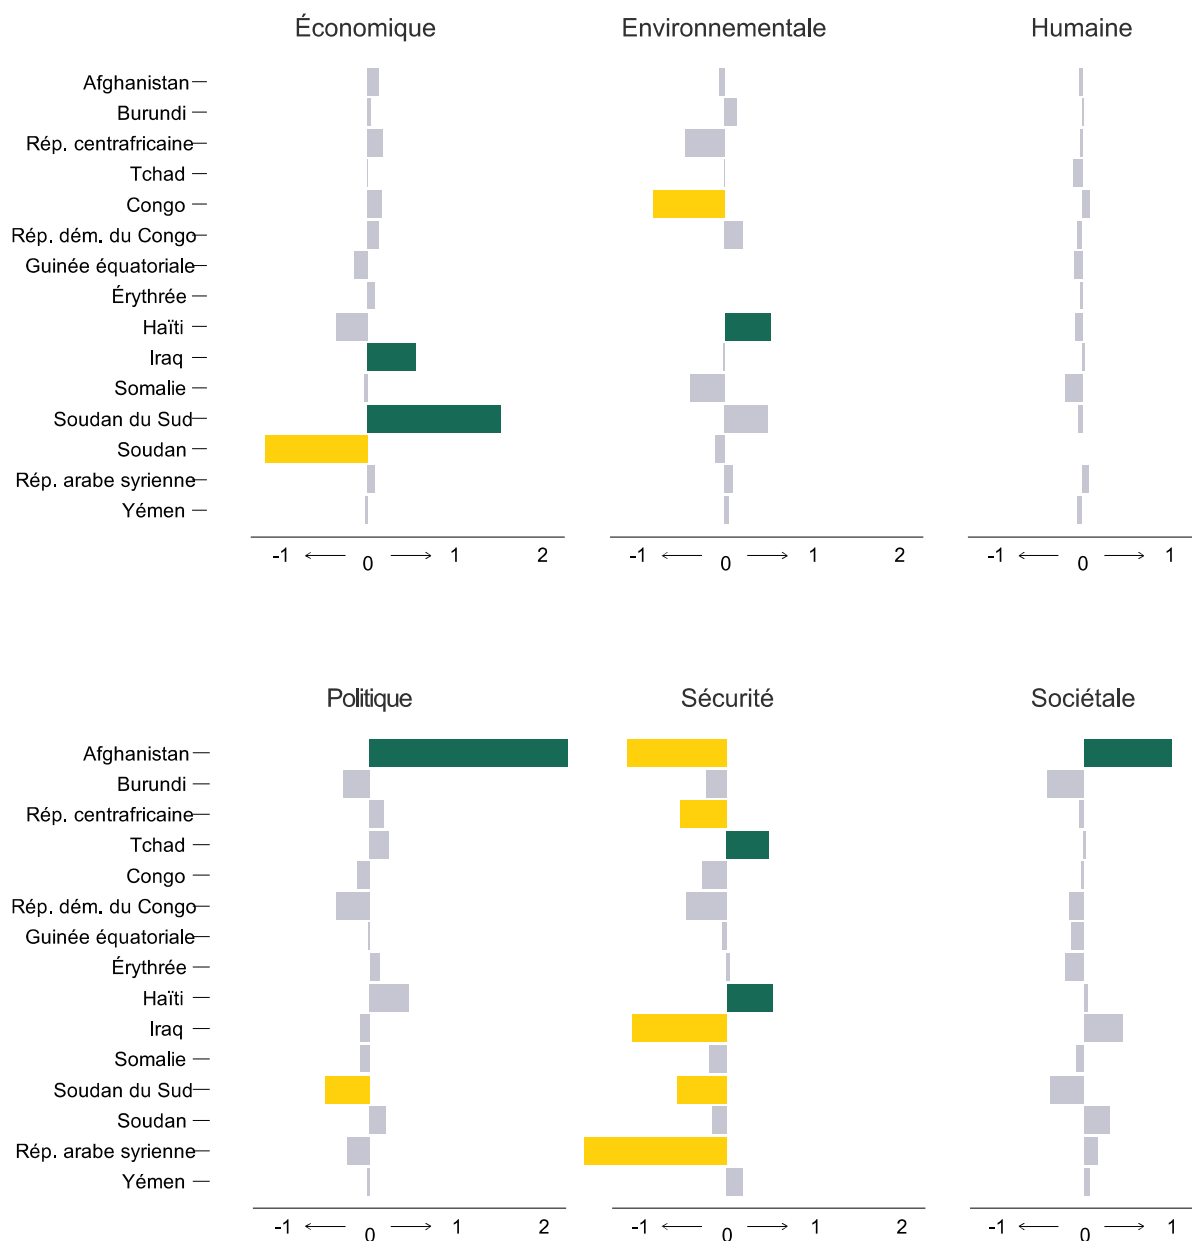 Économique Environnementale Humaine
Afghanistan
Burundi
Rép. centrafricaine
Tchad
Congo
Rép. dém. du Congo
Guinée équatoriale
Érythrée
Haïti
Iraq
Somalie
Soudan du Sud
Soudan
Rép. arabe syrienne
Yémen
-1 0 1 2 -1 0 1 2 -1 0 1
Politique Sécurité Sociétale
Afghanistan
Burundi
Rép. centrafricaine
Tchad
Congo
Rép. dém. du Congo
Guinée équatoriale
Érythrée
Haïti
Iraq
Somalie
Soudan du Sud
Soudan
Rép. arabe syrienne
Yémen
-1 0 1 2 -1 0 1 2 -1 0 1